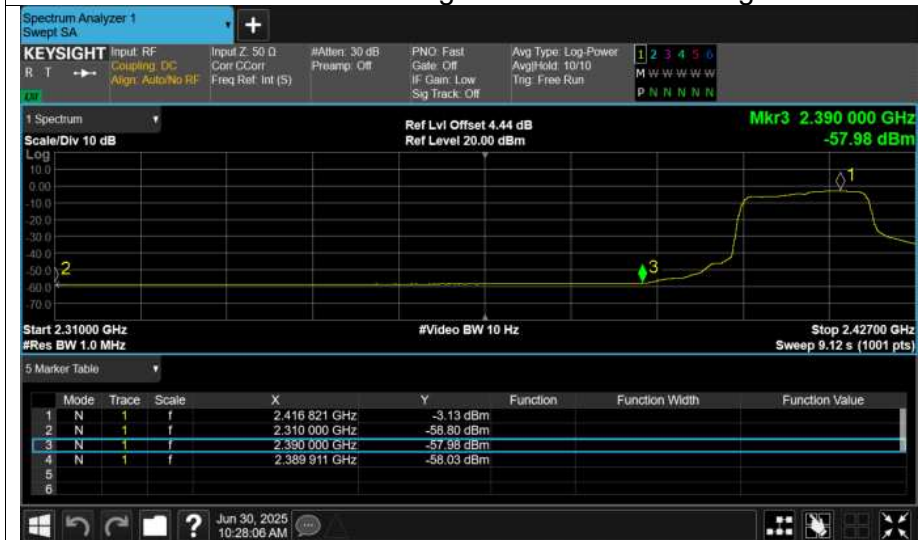 Spectrum Analyzer 1
Swept SA
+
KEYSIGHT
R T
Input: RF
Coupling: DC
Align: Auto/No RF
Input Z: 50 Ω
Corr CCorr
Freq Ref: Int (S)
#Atten: 30 dB
Preamp: Off
PNO: Fast
Gate: Off
IF Gain: Low
Sig Track: Off
Avg Type: Log-Power
Avg|Hold: 10/10
Trig: Free Run
1 2 3 4 5 6
M W W W W W
P N N N N N
1 Spectrum
Scale/Div 10 dB
Ref Lvl Offset 4.44 dB
Ref Level 20.00 dBm
Mkr3 2.390 000 GHz
-57.98 dBm
Log
10.0
0.00
-10.0
-20.0
-30.0
-40.0
-50.0
-60.0
-70.0
1
2
3
Start 2.31000 GHz
#Video BW 10 Hz
Stop 2.42700 GHz
#Res BW 1.0 MHz
Sweep 9.12 s (1001 pts)
5 Marker Table
Mode Trace Scale X Y Function Function Width Function Value
1 N 1 f 2.416 821 GHz -3.13 dBm
2 N 1 f 2.310 000 GHz -58.80 dBm
3 N 1 f 2.390 000 GHz -57.98 dBm
4 N 1 f 2.389 911 GHz -58.03 dBm
5
6
?
Jun 30, 2025
10:28:06 AM